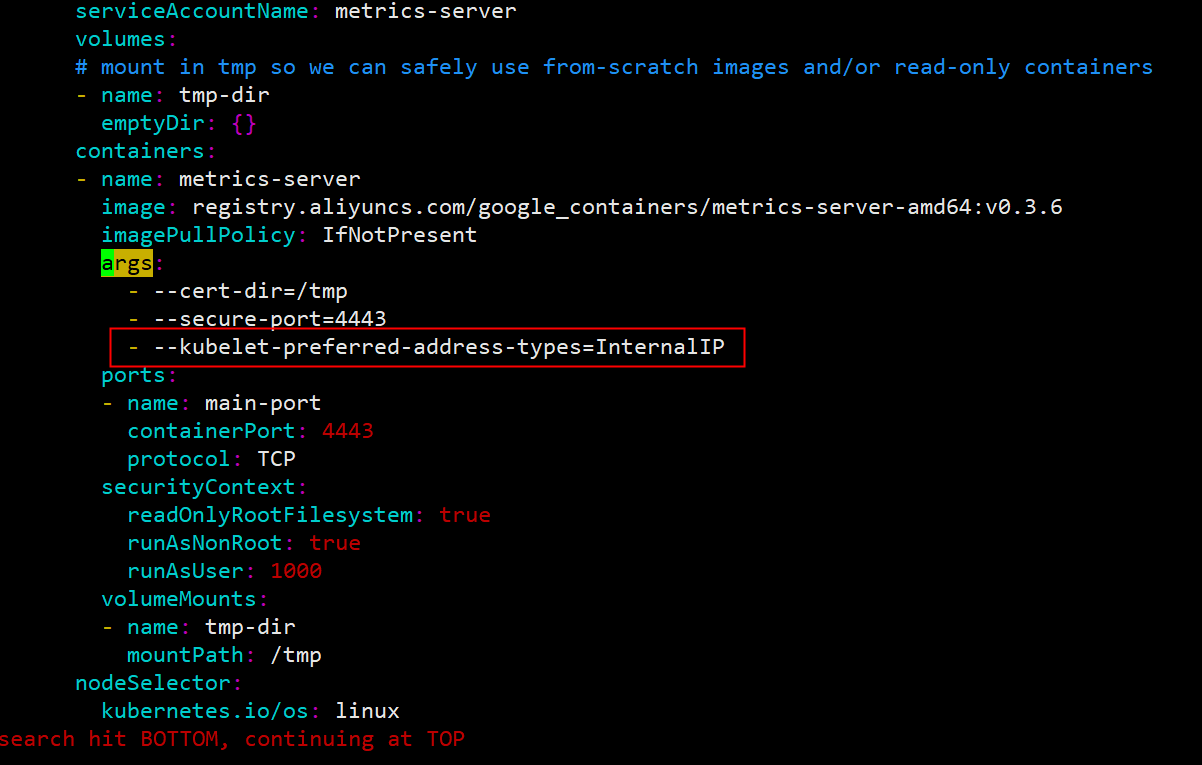 serviceAccountName: metrics-server
volumes:
# mount in tmp so we can safely use from-scratch images and/or read-only containers
- name: tmp-dir
emptyDir: {}
containers:
- name: metrics-server
image: registry.aliyuncs.com/google_containers/metrics-server-amd64:v0.3.6
imagePullPolicy: IfNotPresent
args:
- --cert-dir=/tmp
- --secure-port=4443
- --kubelet-preferred-address-types=InternalIP
ports:
- name: main-port
containerPort: 4443
protocol: TCP
securityContext:
readOnlyRootFilesystem: true
runAsNonRoot: true
runAsUser: 1000
volumeMounts:
- name: tmp-dir
mountPath: /tmp
nodeSelector:
kubernetes.io/os: linux
search hit BOTTOM, continuing at TOP